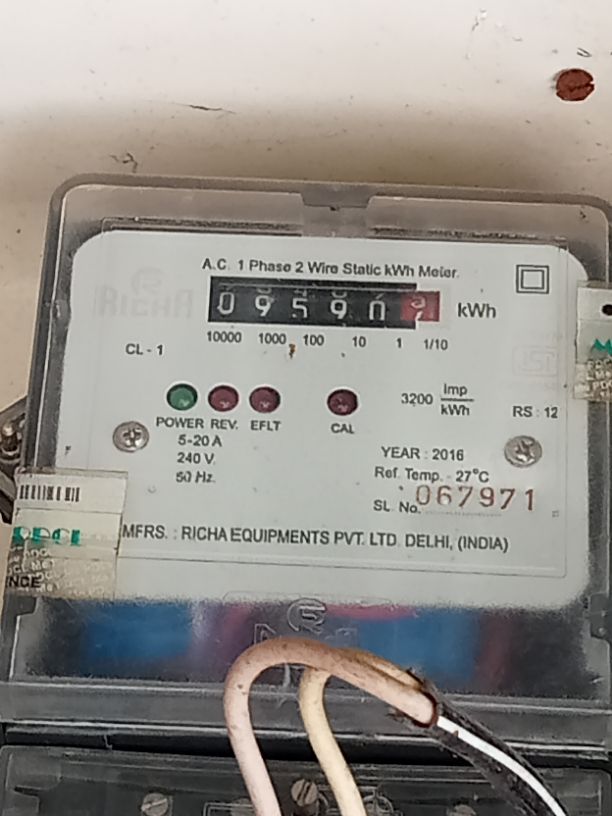 RICHA
A.C. 1 Phase 2 Wire Static kWh Meter.
09590 kWh
10000 1000 100 10 1 1/10
CL - 1
3200 Imp/kWh
POWER REV. EFLT CAL
RS : 12
5-20 A
240 V.
50 Hz.
YEAR : 2016
Ref. Temp. - 27°C
SL. No. 067971
MFRS. : RICHA EQUIPMENTS PVT. LTD. DELHI, (INDIA)